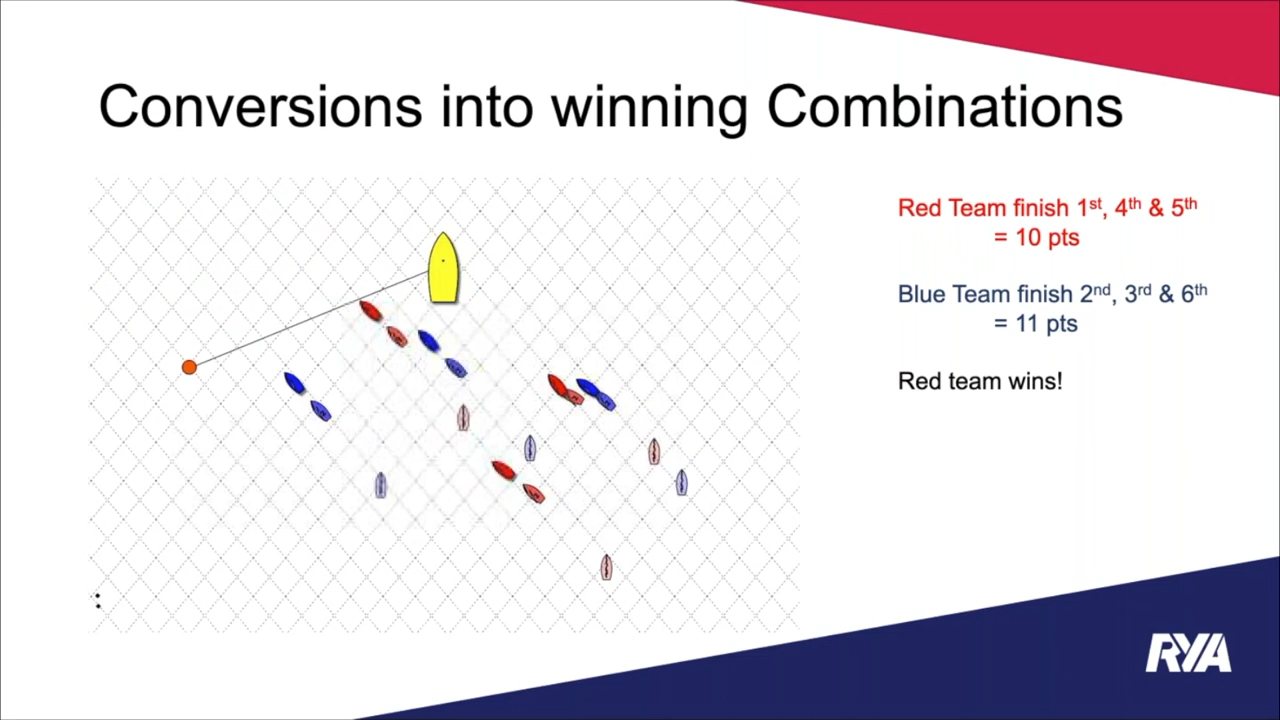 Conversions into winning Combinations
Red Team finish 1st, 4th & 5th
= 10 pts
Blue Team finish 2nd, 3rd & 6th
= 11 pts
Red team wins!
:
RYA